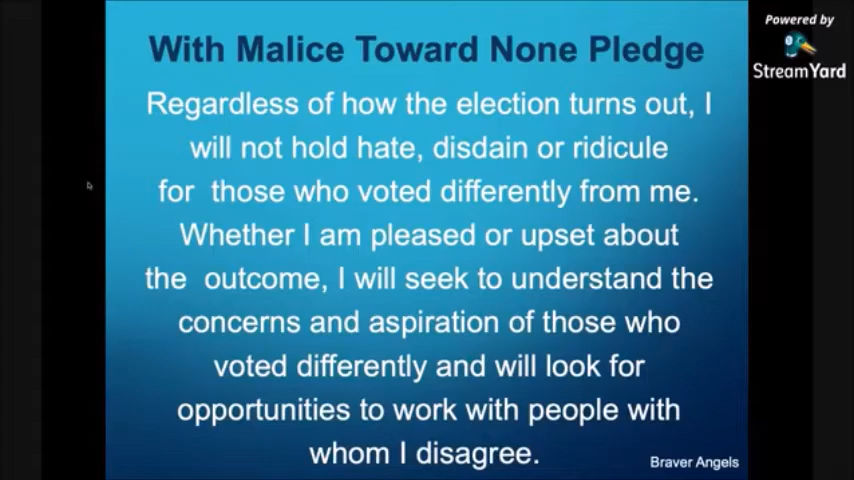 Powered by
StreamYard
With Malice Toward None Pledge
Regardless of how the election turns out, I
will not hold hate, disdain or ridicule
for those who voted differently from me.
Whether I am pleased or upset about
the outcome, I will seek to understand the
concerns and aspiration of those who
voted differently and will look for
opportunities to work with people with
whom I disagree.
Braver Angels